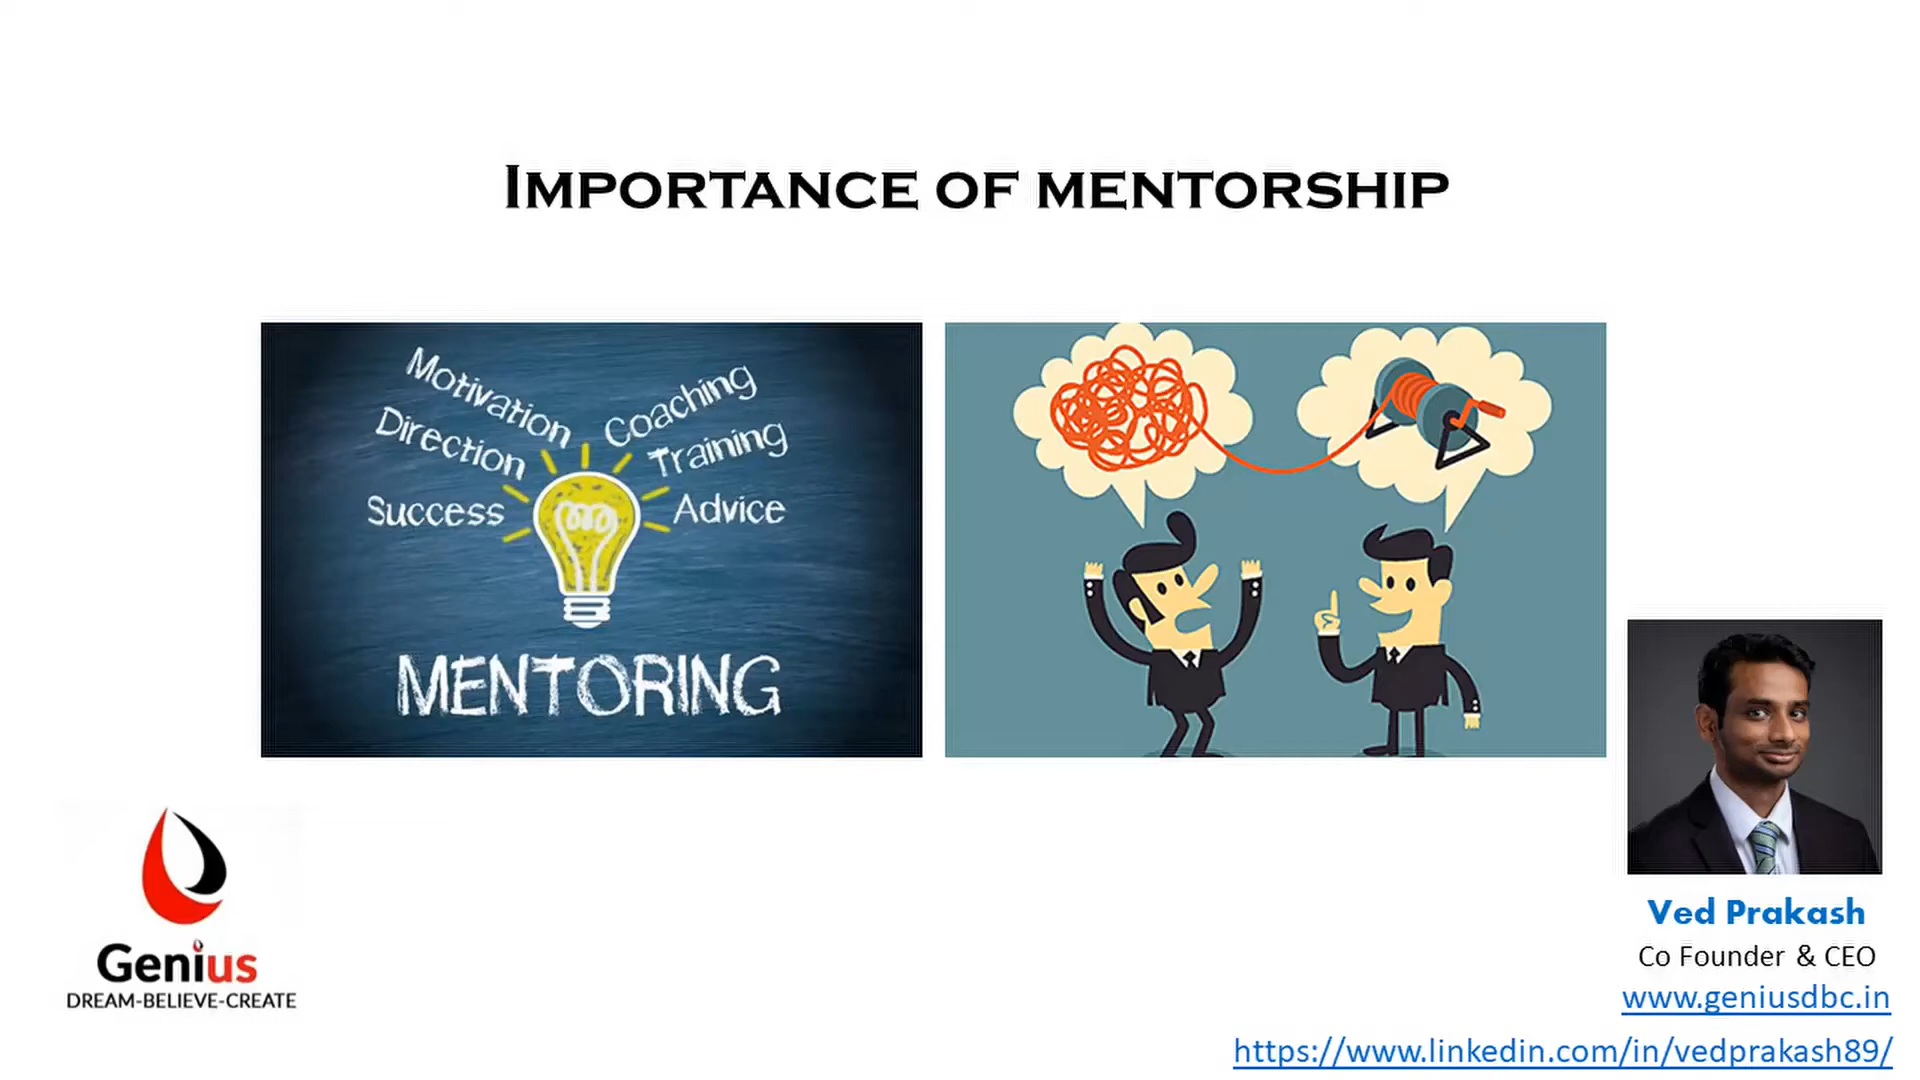 IMPORTANCE OF MENTORSHIP
Motivation
Direction
Success
Coaching
Training
Advice
MENTORING
Genius
DREAM-BELIEVE-CREATE
Ved Prakash
Co Founder & CEO
www.geniusdbc.in
https://www.linkedin.com/in/vedprakash89/